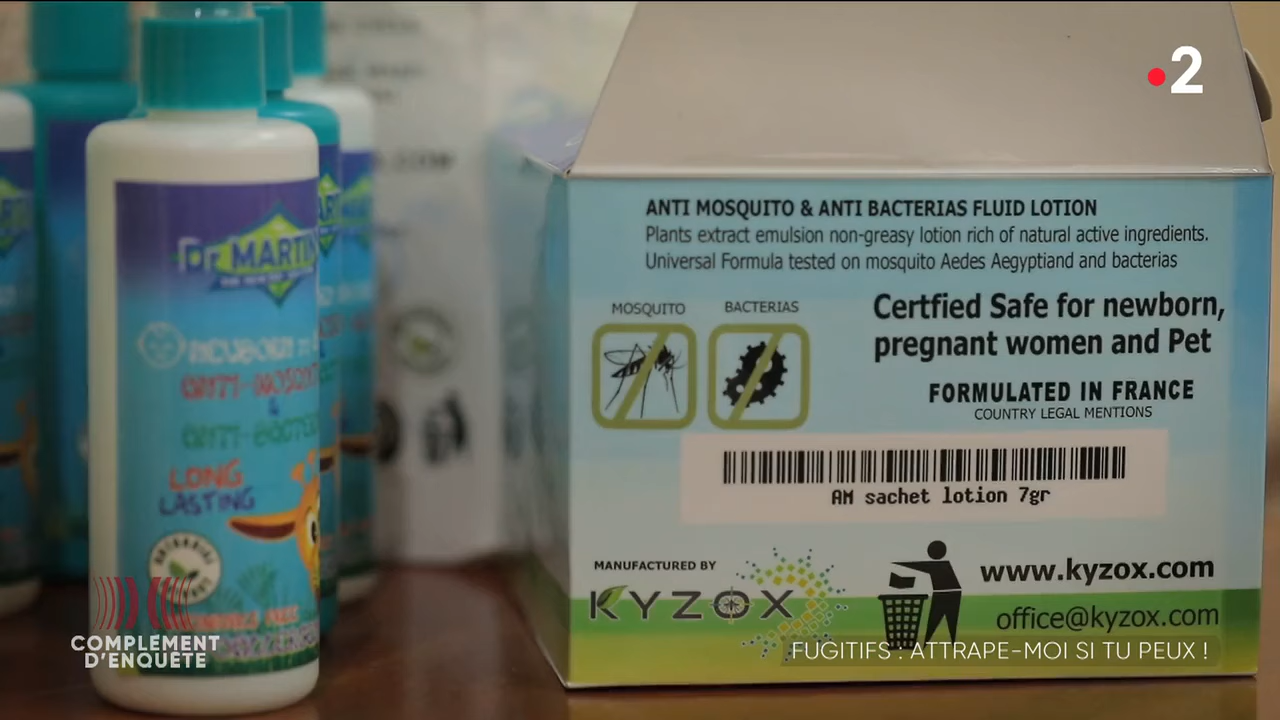 2
Dr MARTIN
LONG
LASTING
ANTI MOSQUITO & ANTI BACTERIAS FLUID LOTION
Plants extract emulsion non-greasy lotion rich of natural active ingredients.
Universal Formula tested on mosquito Aedes Aegyptiand and bacterias
MOSQUITO
BACTERIAS
Certfied Safe for newborn,
pregnant women and Pet
FORMULATED IN FRANCE
COUNTRY LEGAL MENTIONS
AM sachet lotion 7gr
MANUFACTURED BY
KYZOX
www.kyzox.com
office@kyzox.com
COMPLÉMENT
D'ENQUÊTE
FUGITIFS : ATTRAPE-MOI SI TU PEUX !